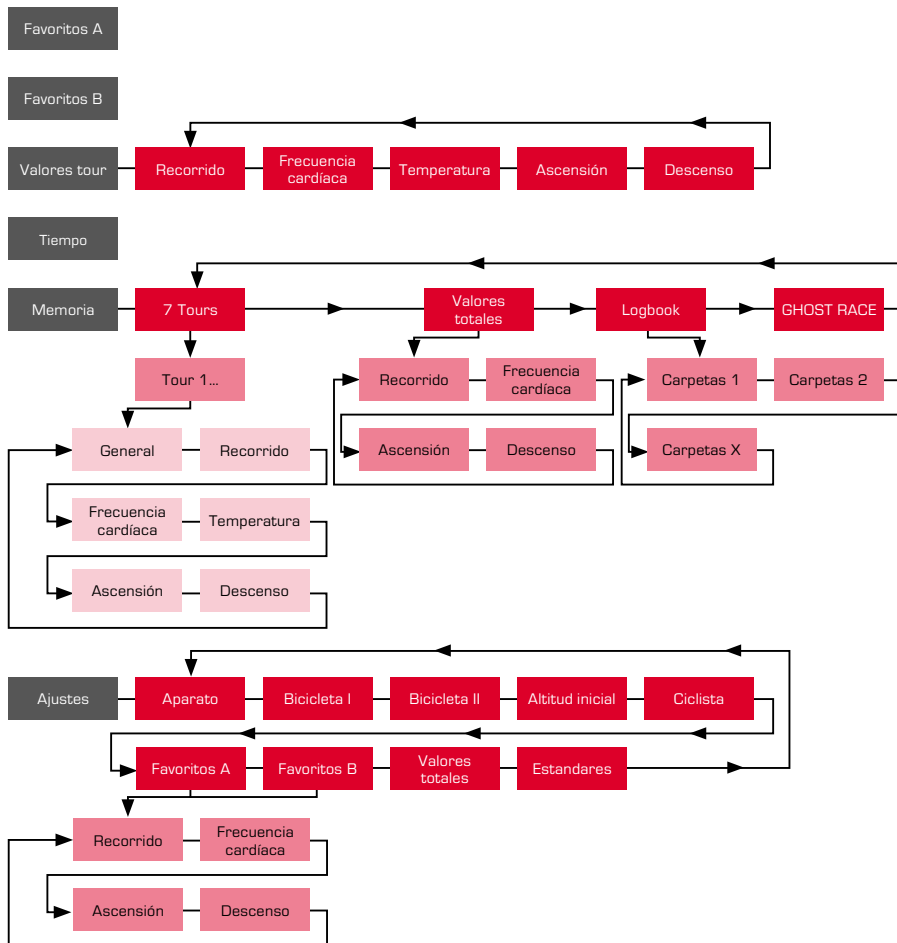 Favoritos A
Favoritos B
Valores tour
Recorrido
Frecuencia
cardíaca
Temperatura
Ascensión
Descenso
Tiempo
Memoria
7 Tours
Valores
totales
Logbook
GHOST RACE
Tour 1...
Recorrido
Frecuencia
cardíaca
Carpetas 1
Carpetas 2
General
Recorrido
Ascensión
Descenso
Carpetas X
Frecuencia
cardíaca
Temperatura
Ascensión
Descenso
Ajustes
Aparato
Bicicleta I
Bicicleta II
Altitud inicial
Ciclista
Favoritos A
Favoritos B
Valores
totales
Estandares
Recorrido
Frecuencia
cardíaca
Ascensión
Descenso